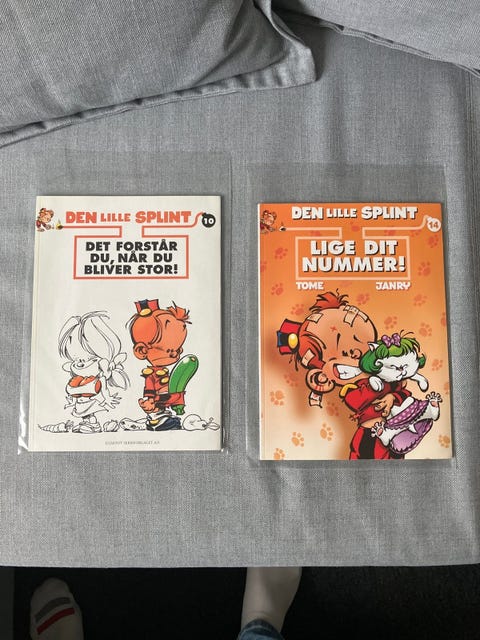 DEN LILLE SPLINT
10
DET FORSTÅR
DU, NÅR DU
BLIVER STOR!
DEN LILLE SPLINT
14
LIGE DIT
NUMMER!
TOME JANRY